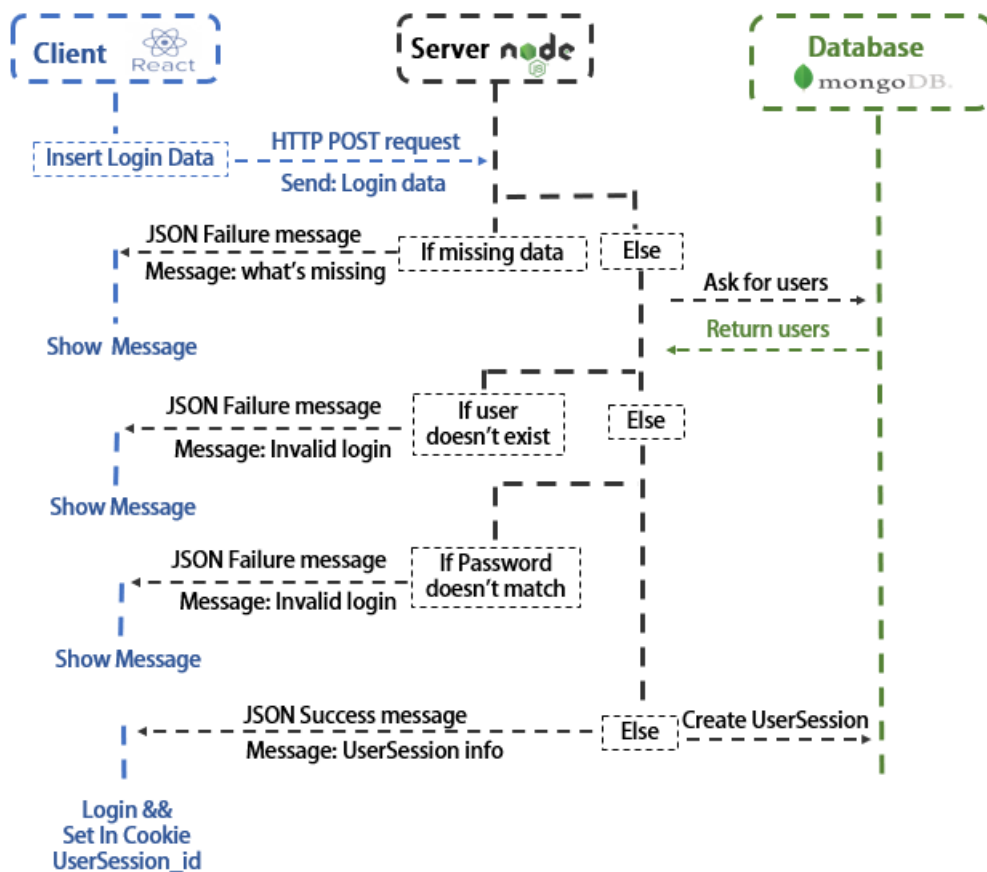 Client
React
Server node
JS
Database
mongoDB.
Insert Login Data
HTTP POST request
Send: Login data
JSON Failure message
Message: what's missing
If missing data
Else
Ask for users
Return users
Show Message
JSON Failure message
Message: Invalid login
If user
doesn't exist
Else
Show Message
JSON Failure message
Message: Invalid login
If Password
doesn't match
Show Message
JSON Success message
Message: UserSession info
Else
Create UserSession
Login &&
Set In Cookie
UserSession_id